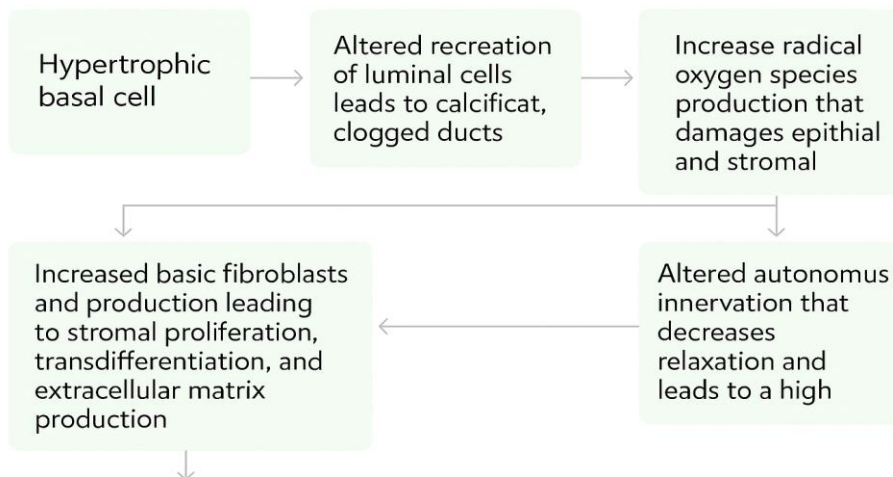 Hypertrophic
basal cell
Altered recreation
of luminal cells
leads to calcificat,
clogged ducts
Increase radical
oxygen species
production that
damages epithial
and stromal
Increased basic fibroblasts
and production leading
to stromal proliferation,
transdifferentiation, and
extracellular matrix
production
Altered autonomus
innervation that
decreases
relaxation and
leads to a high